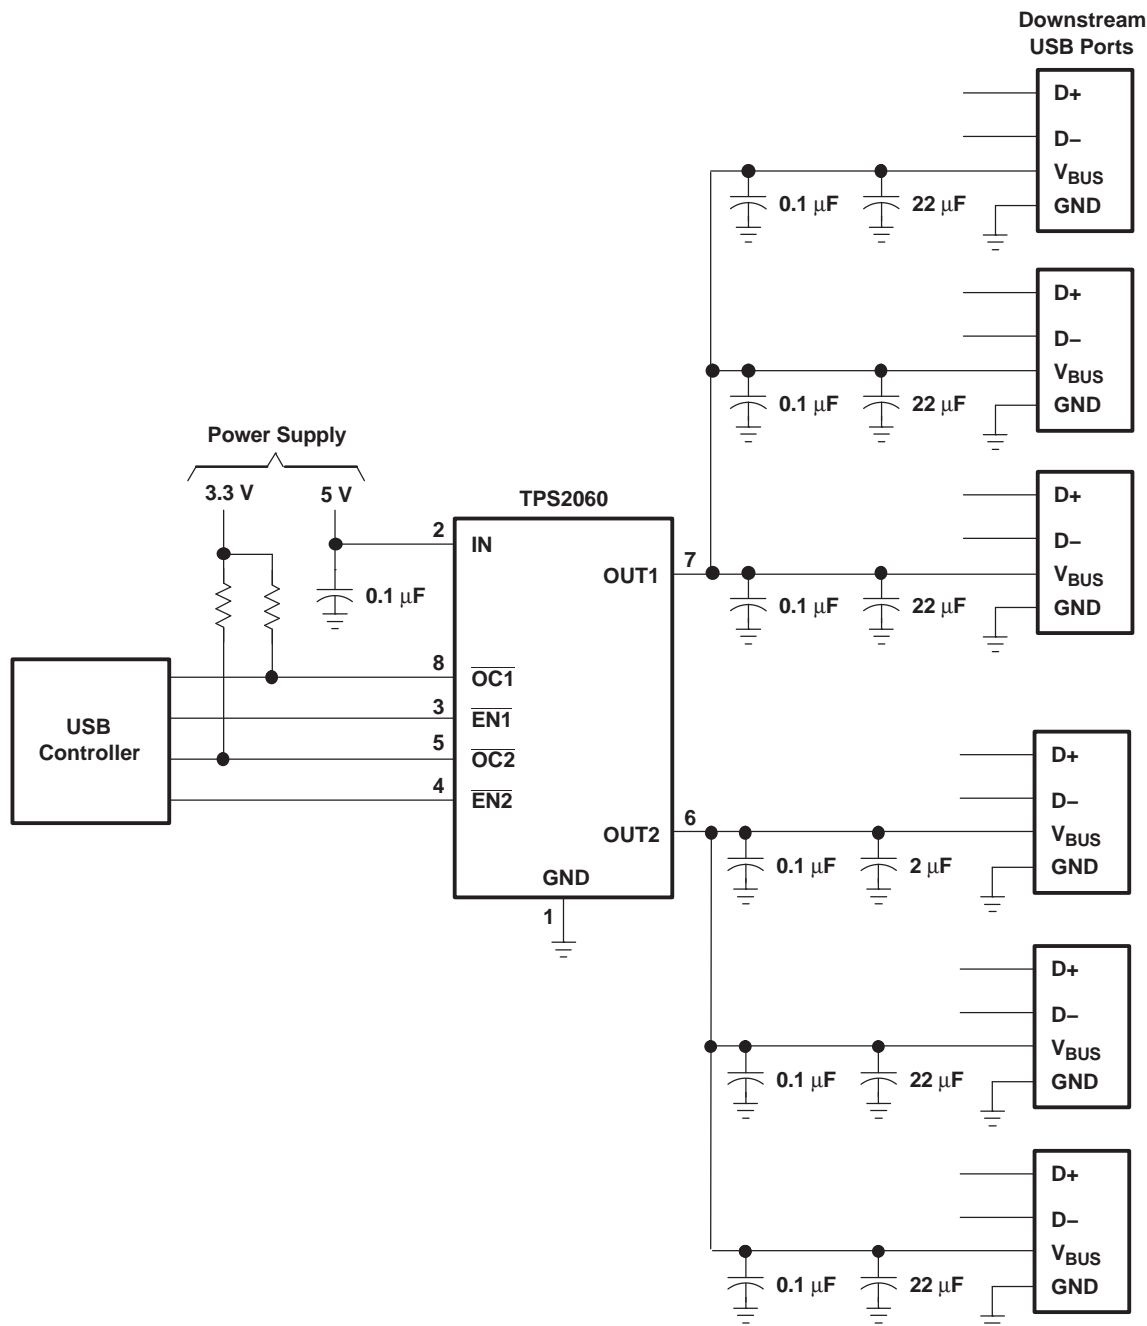 Downstream
USB Ports
D+
D−
VBUS
0.1 μF
22 μF
GND
D+
D−
VBUS
0.1 μF
22 μF
GND
Power Supply
3.3 V
5 V
TPS2060
D+
D−
2
IN
7
OUT1
VBUS
0.1 μF
0.1 μF
22 μF
GND
USB
Controller
8
OC1
3
EN1
5
OC2
4
EN2
D+
D−
6
OUT2
VBUS
0.1 μF
2 μF
GND
GND
1
D+
D−
VBUS
0.1 μF
22 μF
GND
D+
D−
VBUS
0.1 μF
22 μF
GND